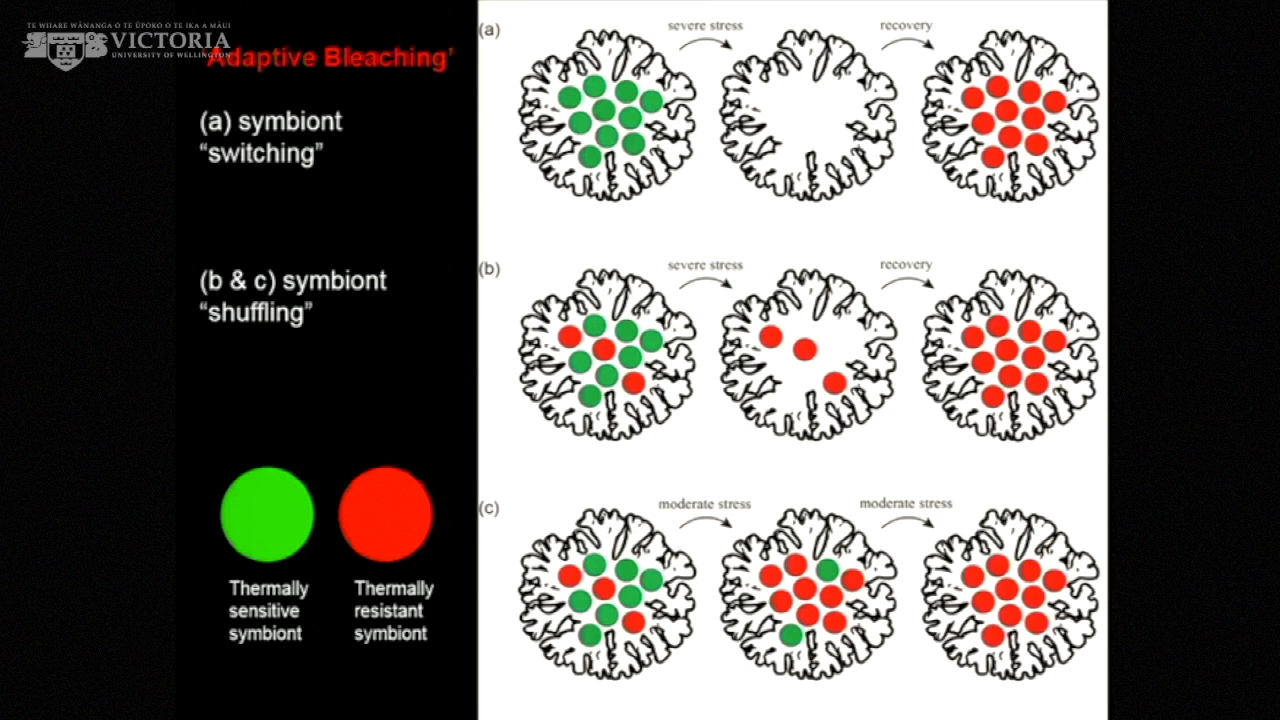 TE WHARE WĀNANGA O TE ŪPOKO O TE IKA A MĀUI
VICTORIA
UNIVERSITY OF WELLINGTON
Adaptive Bleaching'
(a) symbiont
“switching”
(b & c) symbiont
“shuffling”
Thermally
sensitive
symbiont
Thermally
resistant
symbiont
(a)
severe stress
recovery
(b)
severe stress
recovery
(c)
moderate stress
moderate stress